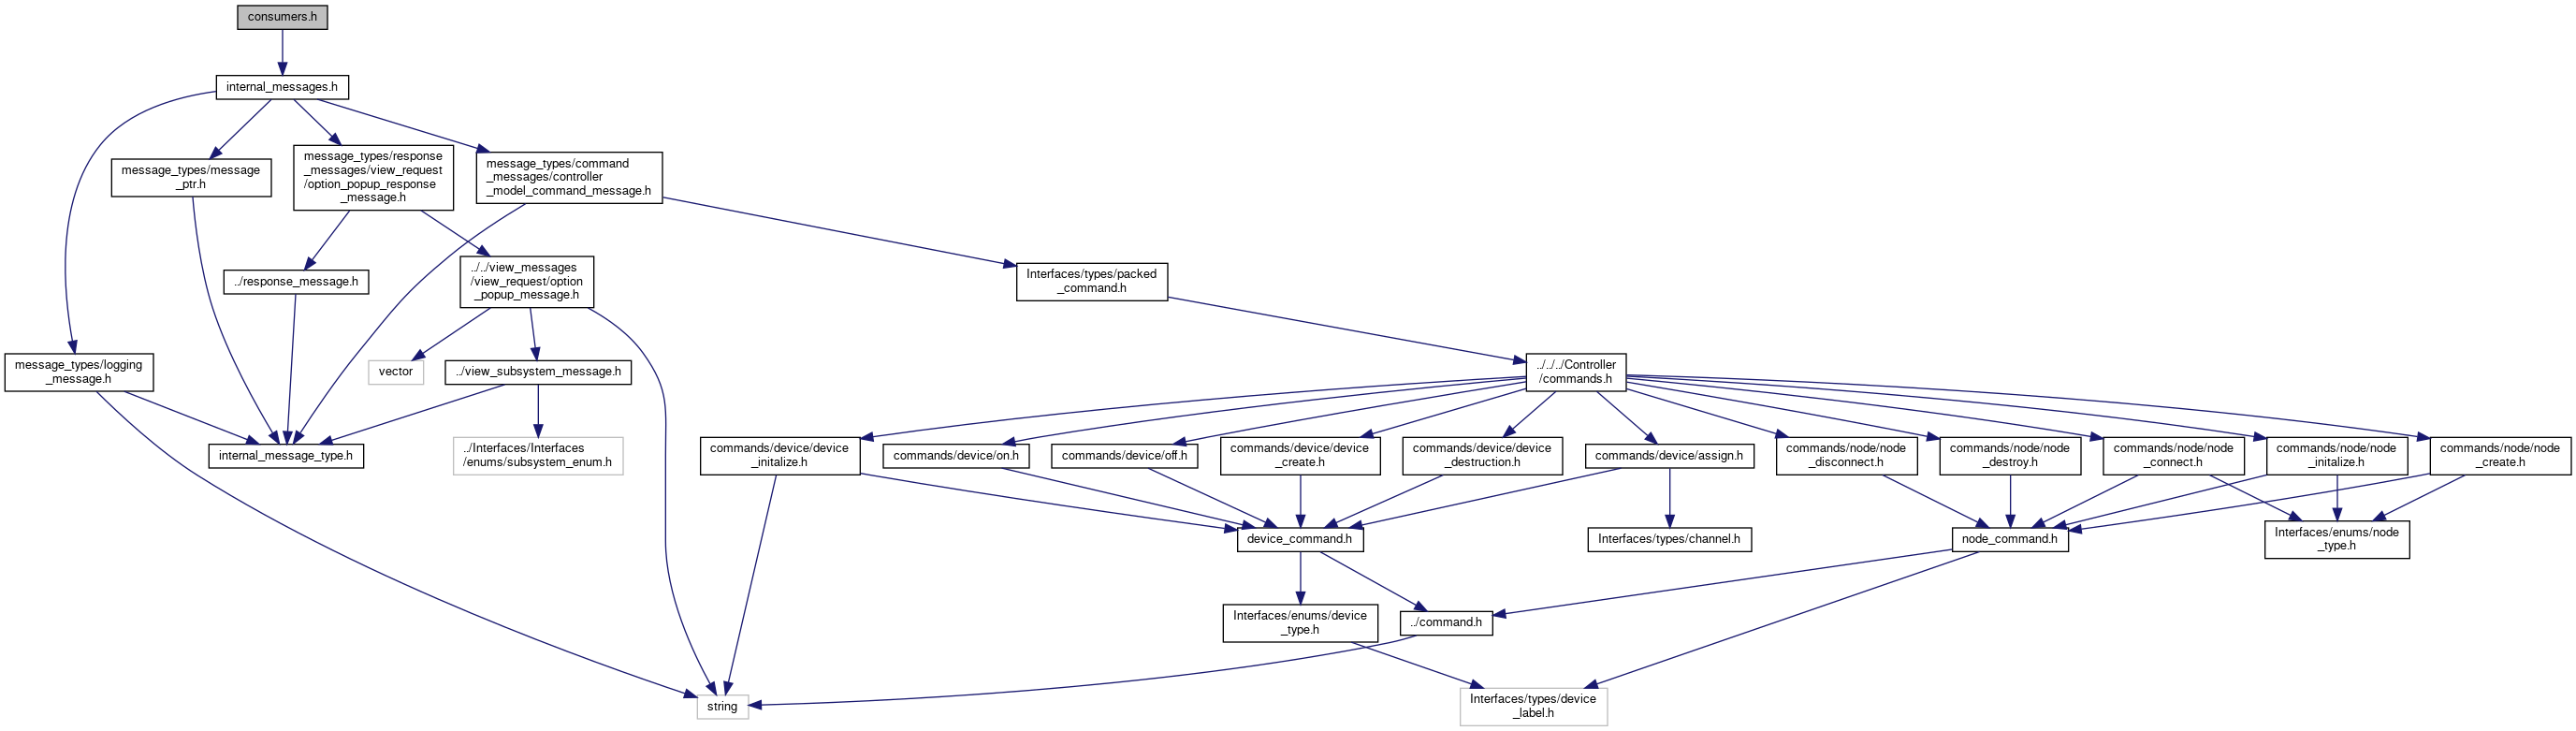 consumers.h
internal_messages.h
message_types/message
_ptr.h
message_types/response
_messages/view_request
/option_popup_response
_message.h
message_types/command
_messages/controller
_model_command_message.h
../response_message.h
../../view_messages
/view_request/option
_popup_message.h
Interfaces/types/packed
_command.h
message_types/logging
_message.h
vector
../view_subsystem_message.h
../../../Controller
/commands.h
internal_message_type.h
../Interfaces/Interfaces
/enums/subsystem_enum.h
commands/device/device
_initalize.h
commands/device/on.h
commands/device/off.h
commands/device/device
_create.h
commands/device/device
_destruction.h
commands/device/assign.h
commands/node/node
_disconnect.h
commands/node/node
_destroy.h
commands/node/node
_connect.h
commands/node/node
_initalize.h
commands/node/node
_create.h
device_command.h
Interfaces/types/channel.h
node_command.h
Interfaces/enums/node
_type.h
Interfaces/enums/device
_type.h
../command.h
string
Interfaces/types/device
_label.h